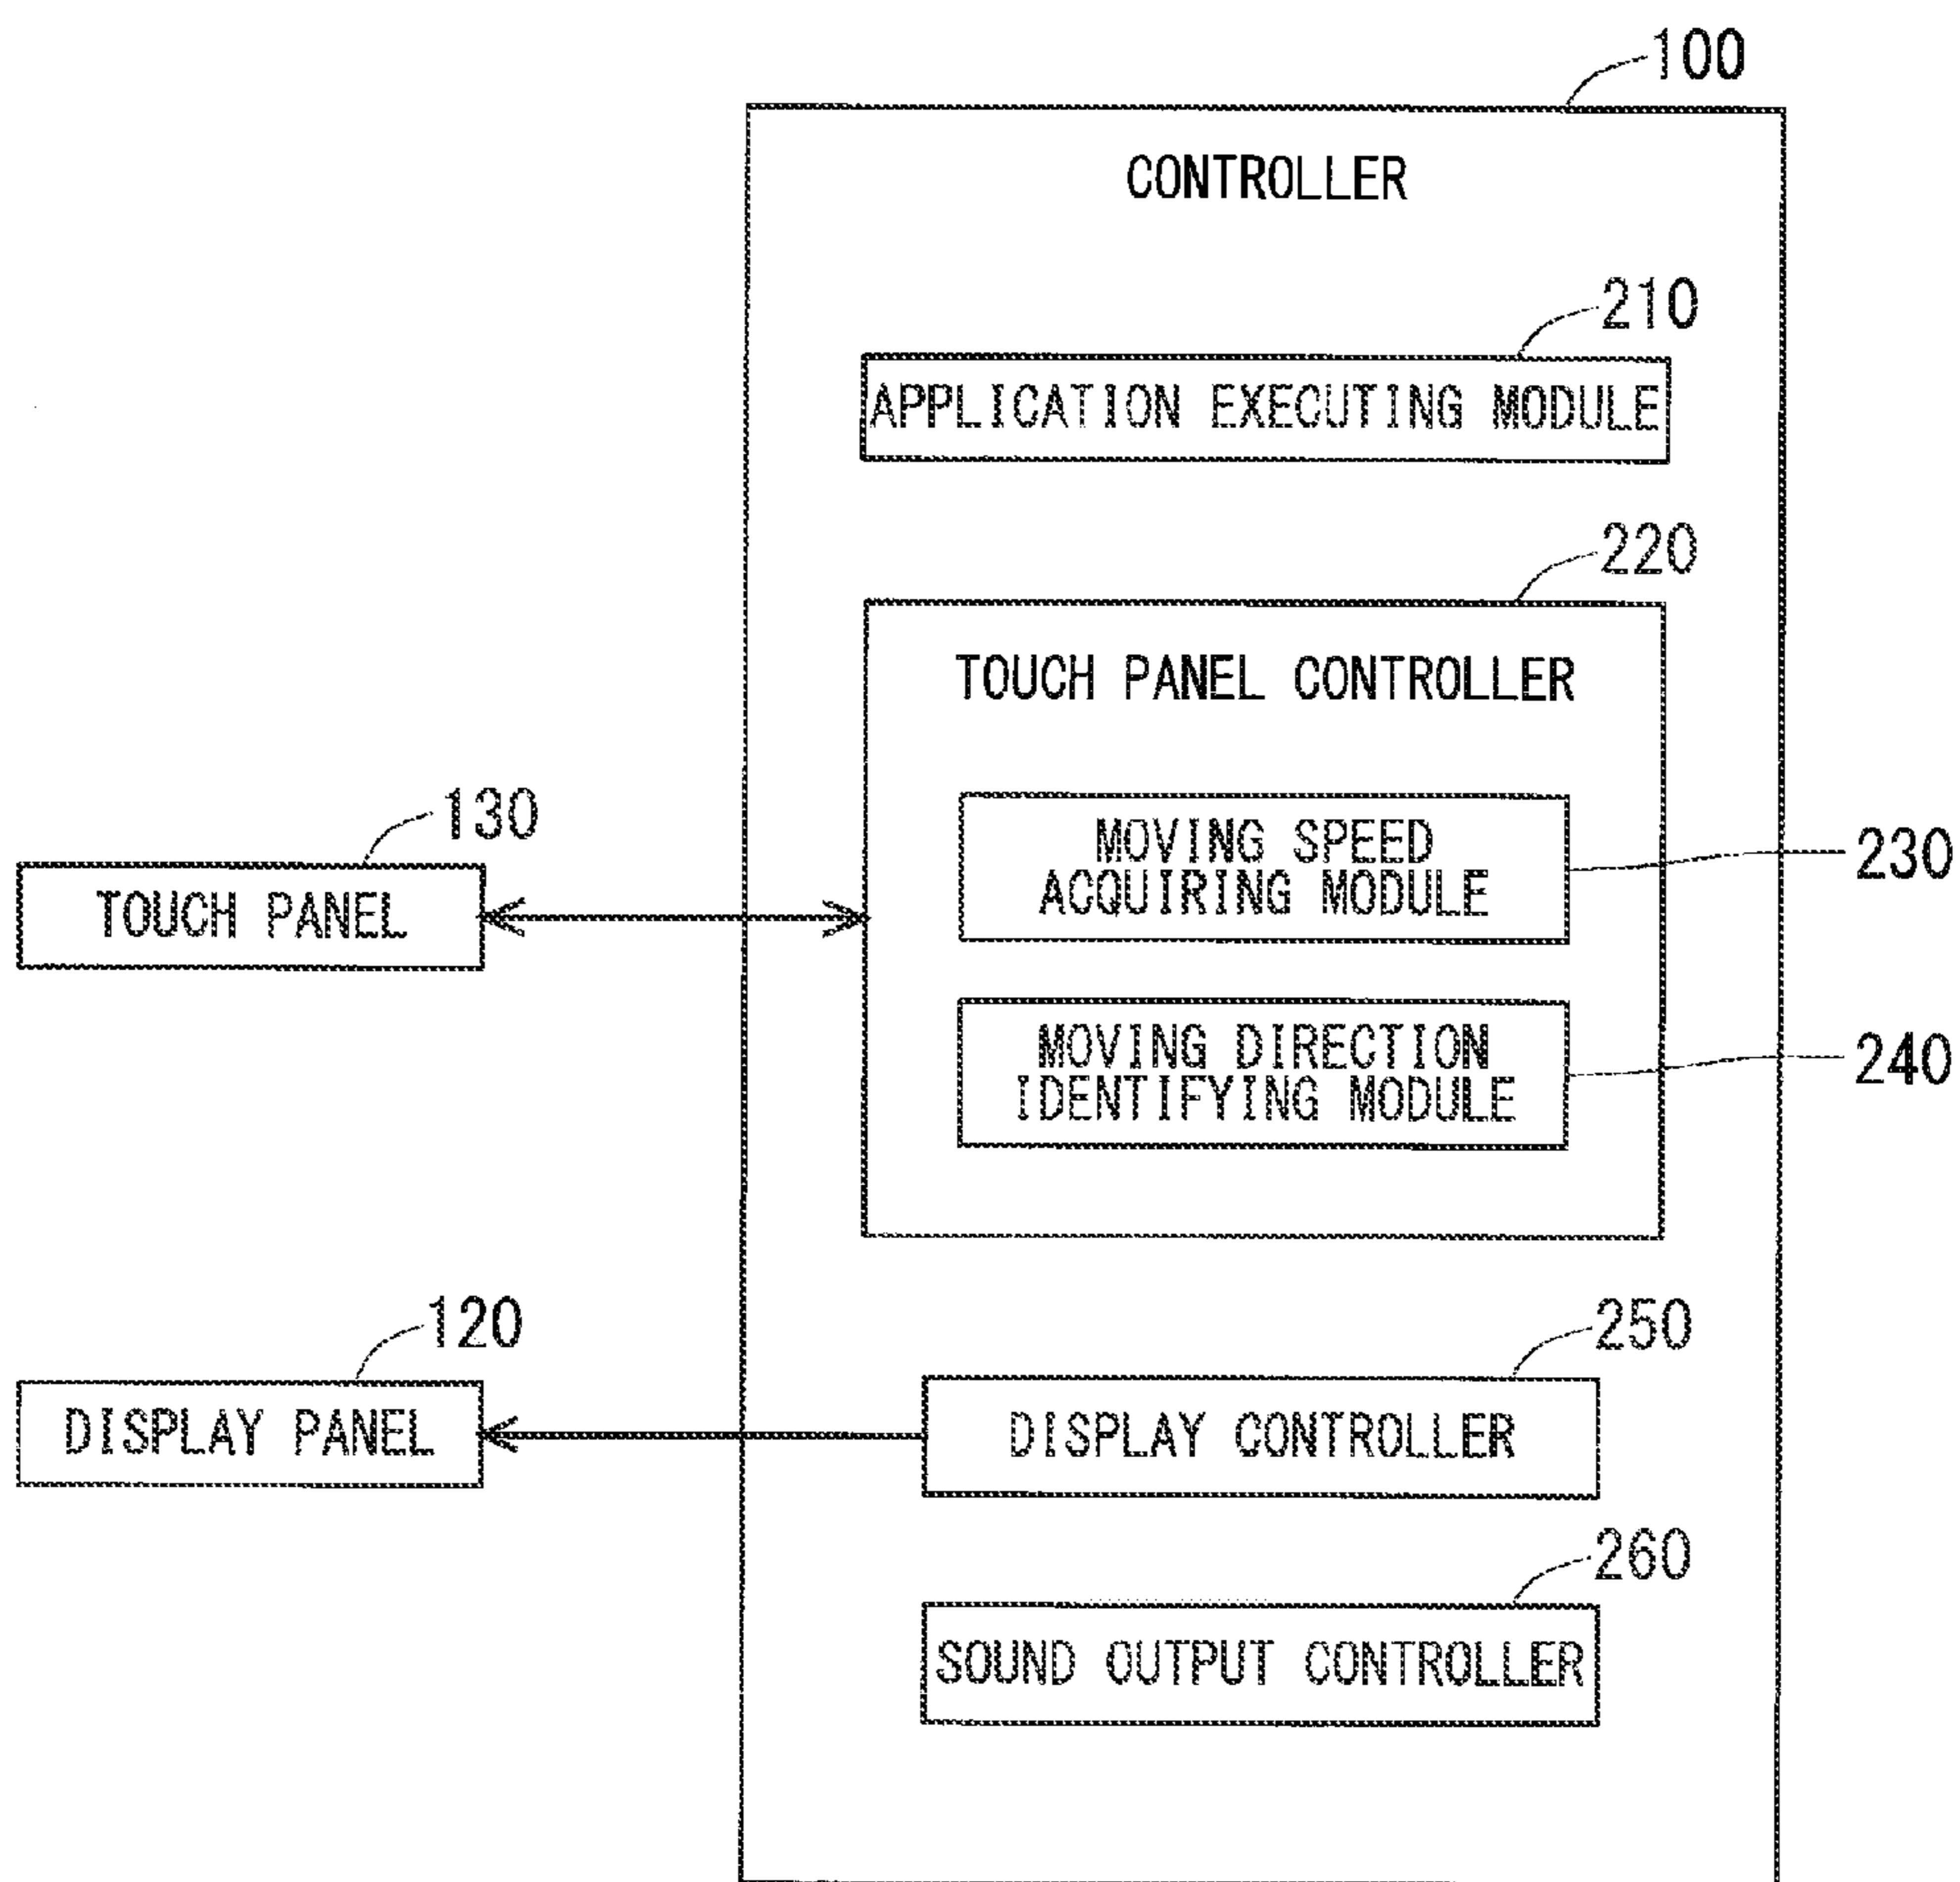 100
CONTROLLER
210
APPLICATION EXECUTING MODULE
220
TOUCH PANEL CONTROLLER
130
TOUCH PANEL
MOVING SPEED
ACQUIRING MODULE
230
MOVING DIRECTION
IDENTIFYING MODULE
240
120
DISPLAY PANEL
250
DISPLAY CONTROLLER
260
SOUND OUTPUT CONTROLLER